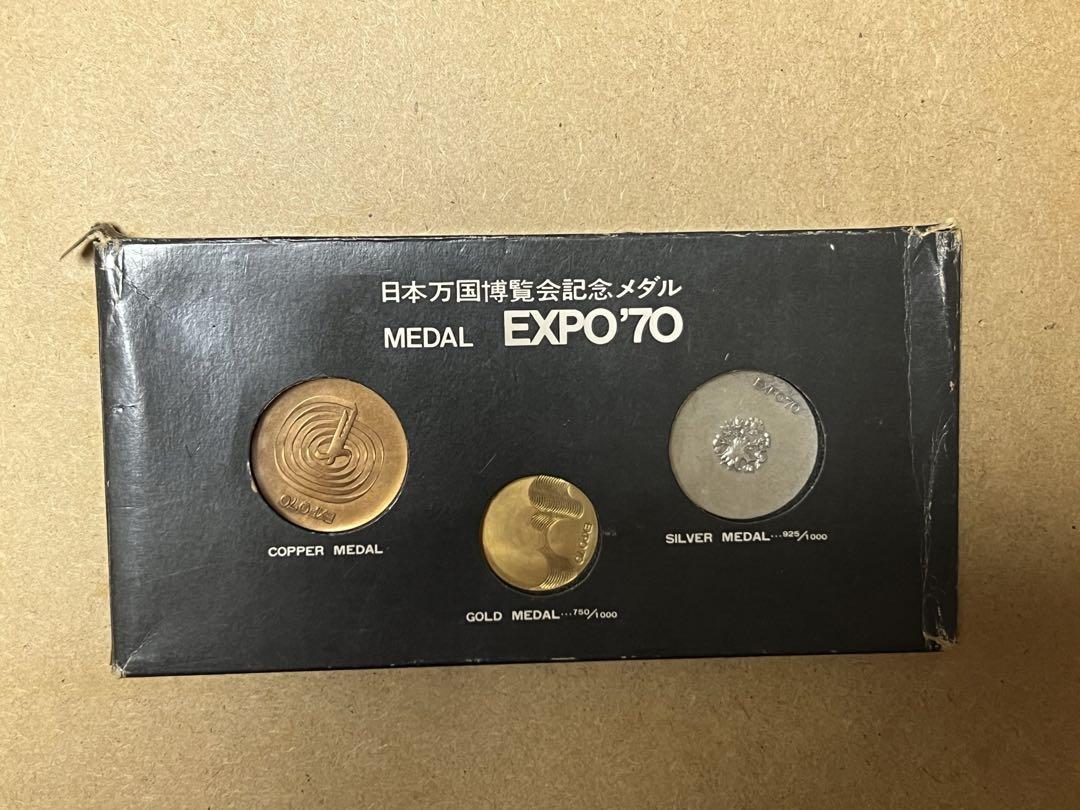 日本万国博覧会記念メダル
MEDAL EXPO'70
EXPO'70
EXPO'70
EXPO'70
COPPER MEDAL
SILVER MEDAL…925/1000
GOLD MEDAL…750/1000